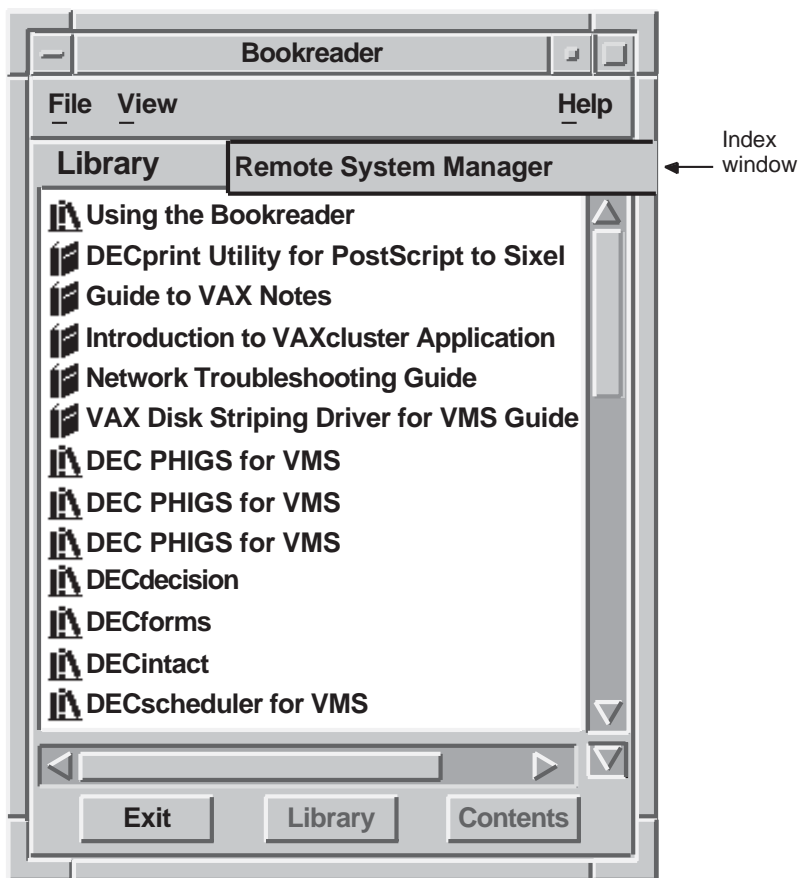 Bookreader
File View Help
Library Remote System Manager
Index
window
Using the Bookreader
DECprint Utility for PostScript to Sixel
Guide to VAX Notes
Introduction to VAXcluster Application
Network Troubleshooting Guide
VAX Disk Striping Driver for VMS Guide
DEC PHIGS for VMS
DEC PHIGS for VMS
DEC PHIGS for VMS
DECdecision
DECforms
DECintact
DECscheduler for VMS
Exit Library Contents